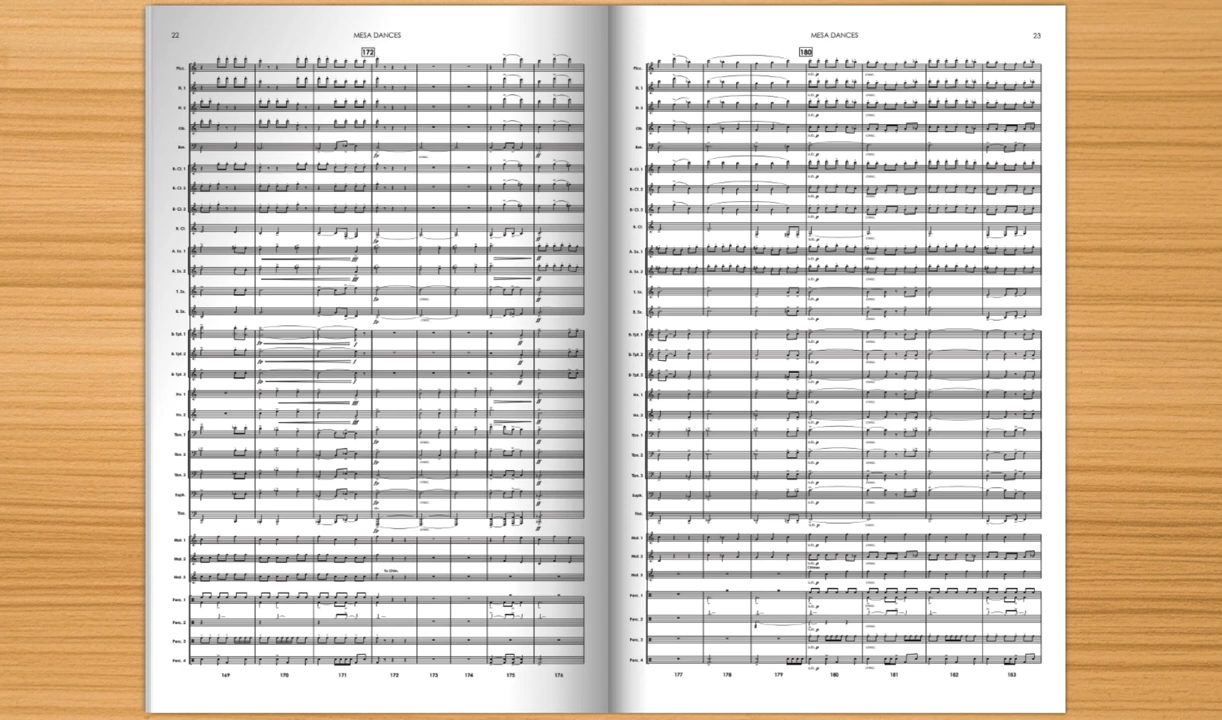 22
MESA DANCES
172
Picc.
Fl. 1
Fl. 2
Ob.
Bsn.
B♭ Cl. 1
B♭ Cl. 2
B♭ Cl. 3
B. Cl.
A. Sx. 1
A. Sx. 2
T. Sx.
B. Sx.
B♭ Tpt. 1
B♭ Tpt. 2
B♭ Tpt. 3
Hn. 1
Hn. 2
Tbn. 1
Tbn. 2
Tbn. 3
Euph.
Tba.
Mal. 1
Mal. 2
Mal. 3
To Chim.
Perc. 1
Perc. 2
Perc. 3
Perc. 4
169 170 171 172 173 174 175 176
MESA DANCES
23
180
Picc.
Fl. 1
Fl. 2
Ob.
Bsn.
B♭ Cl. 1
B♭ Cl. 2
B♭ Cl. 3
B. Cl.
A. Sx. 1
A. Sx. 2
T. Sx.
B. Sx.
B♭ Tpt. 1
B♭ Tpt. 2
B♭ Tpt. 3
Hn. 1
Hn. 2
Tbn. 1
Tbn. 2
Tbn. 3
Euph.
Tba.
Mal. 1
Mal. 2
Mal. 3
Chimes
Perc. 1
Perc. 2
Perc. 3
Perc. 4
177 178 179 180 181 182 183